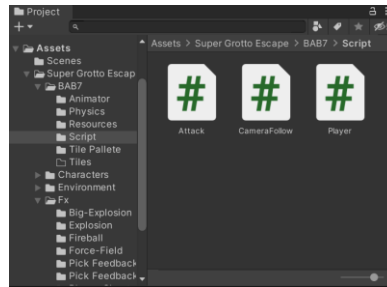 Project
Assets
Scenes
Super Grotto Escap
BAB7
Animator
Physics
Resources
Script
Tile Pallete
Tiles
Characters
Environment
Fx
Big-Explosion
Explosion
Fireball
Force-Field
Pick Feedback
Pick Feedback
Assets > Super Grotto Escape > BAB7 > Script
Attack
CameraFollow
Player